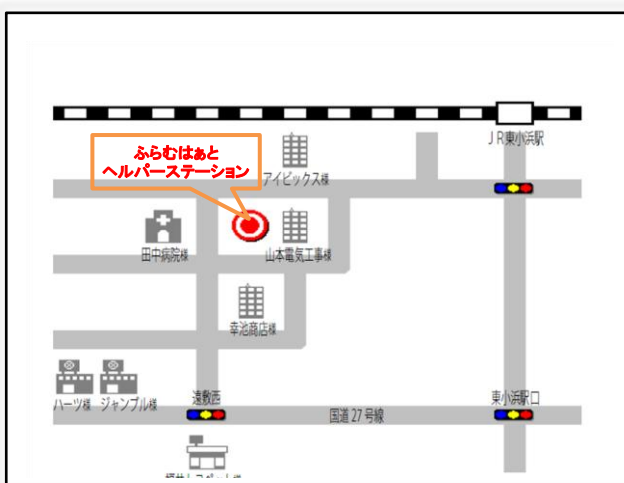 JR東小浜駅
ふらむはぁと
ヘルパーステーション
アイビックス様
田中病院様
山本電気工事様
幸池商店様
ハーツ様
ジャンブル様
遠敷西
国道27号線
東小浜駅口